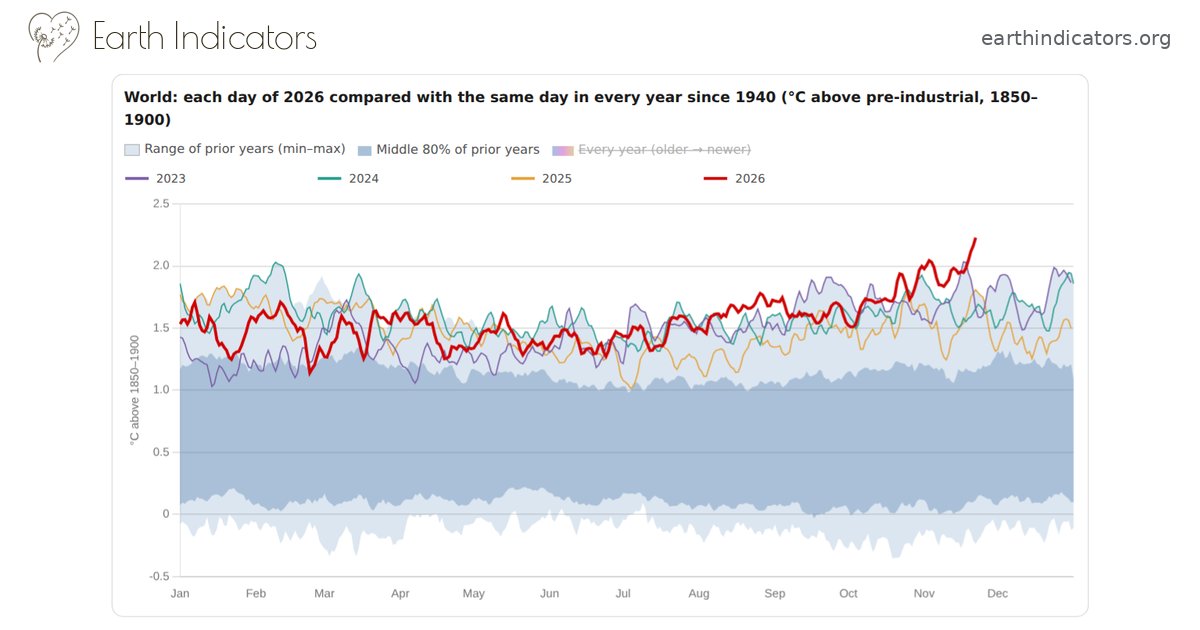 Earth Indicators
earthindicators.org
World: each day of 2026 compared with the same day in every year since 1940 (°C above pre-industrial, 1850–
1900)
Range of prior years (min–max) Middle 80% of prior years Every year (older → newer)
2023 2024 2025 2026
2.5
2.0
1.5
1.0
0.5
0
-0.5
°C above 1850–1900
Jan Feb Mar Apr May Jun Jul Aug Sep Oct Nov Dec